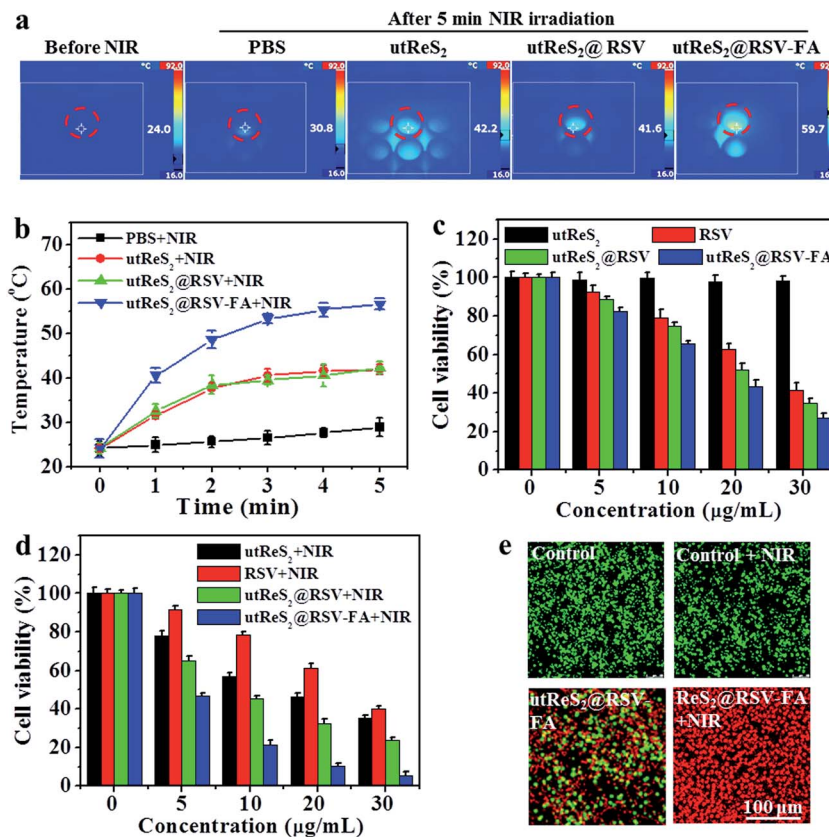 a
After 5 min NIR irradiation
Before NIR PBS utReS₂ utReS₂@ RSV utReS₂@RSV-FA
°C 92.0 °C 92.0 °C 92.0 °C 92.0 °C 92.0
24.0 30.8 42.2 41.6 59.7
16.0 16.0 16.0 16.0 16.0
b
Temperature (°C)
80
70
60
50
40
30
20
PBS+NIR
utReS₂+NIR
utReS₂@RSV+NIR
utReS₂@RSV-FA+NIR
0 1 2 3 4 5
Time (min)
c
Cell viability (%)
120
100
80
60
40
20
0
utReS₂ RSV
utReS₂@RSV utReS₂@RSV-FA
0 5 10 20 30
Concentration (μg/mL)
d
Cell viability (%)
120
100
80
60
40
20
0
utReS₂+NIR
RSV+NIR
utReS₂@RSV+NIR
utReS₂@RSV-FA+NIR
0 5 10 20 30
Concentration (μg/mL)
e
Control Control + NIR
utReS₂@RSV-
FA
ReS₂@RSV-FA
+NIR
100 μm